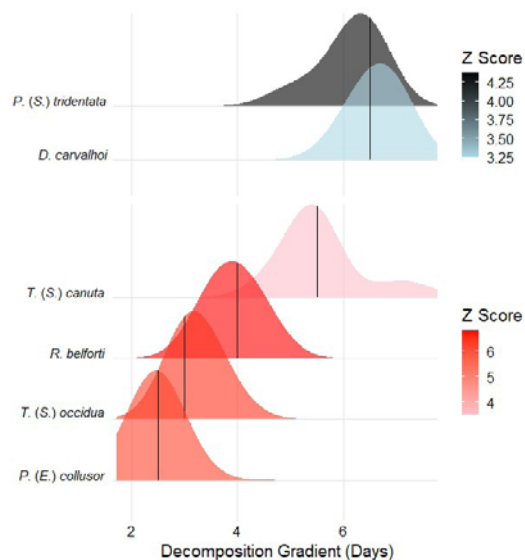 P. (S.) tridentata
D. carvalhoi
Z Score
4.25
4.00
3.75
3.50
3.25
T. (S.) canuta
R. belforti
T. (S.) occidua
P. (E.) collusor
Z Score
6
5
4
2
4
6
Decomposition Gradient (Days)